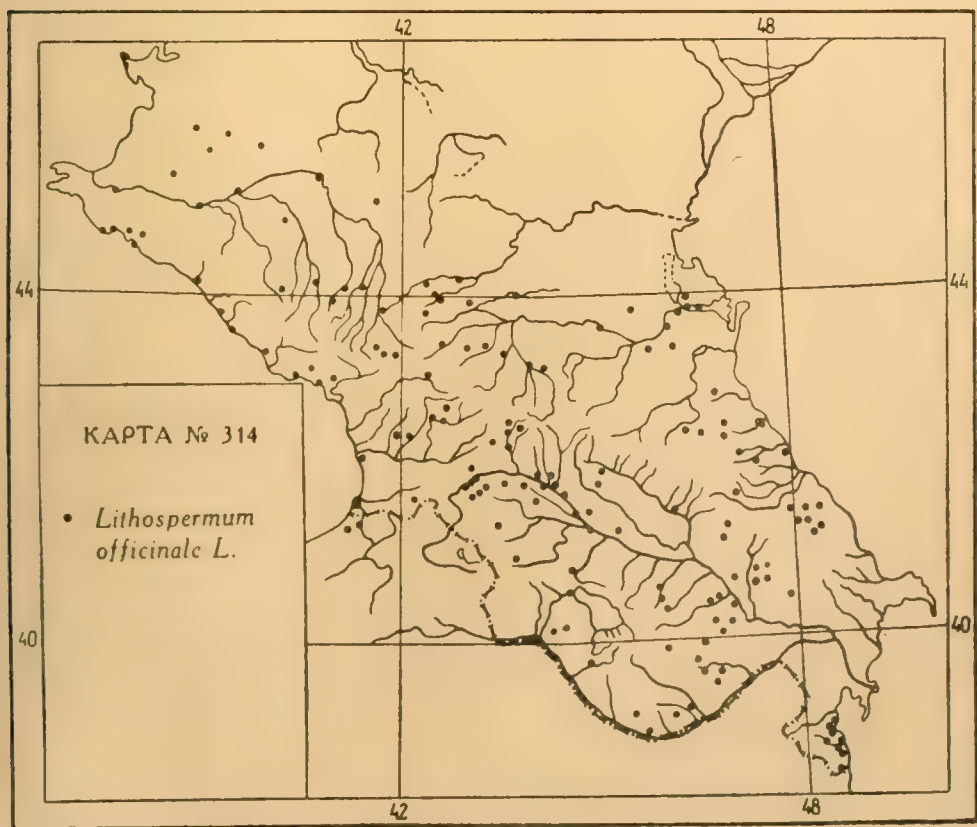 42 48
44 44
КАРТА № 314
Lithospermum
officinale L.
40 40
42 48